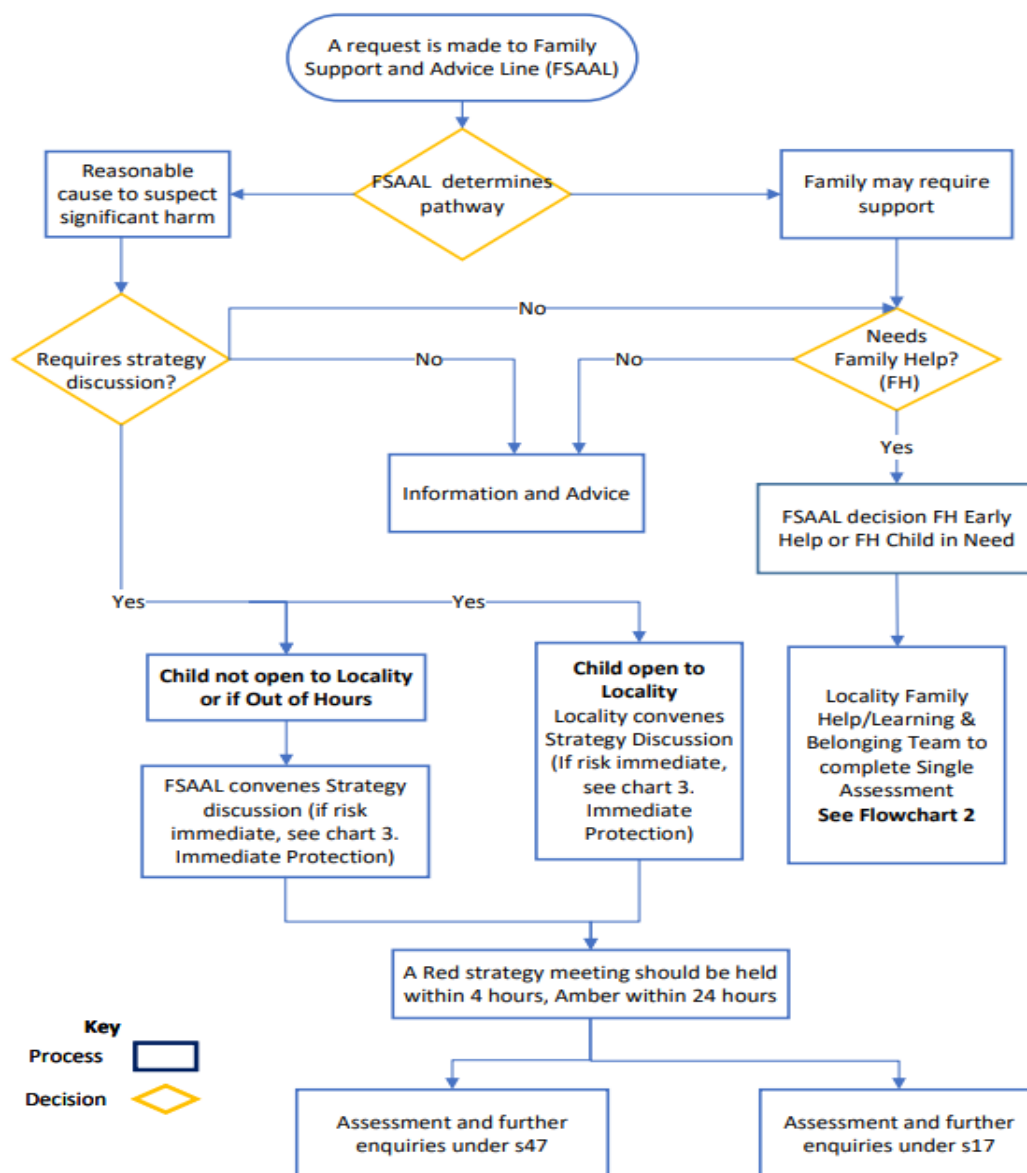 A request is made to Family
Support and Advice Line (FSAAL)
Reasonable
cause to suspect
significant harm
FSAAL determines
pathway
Family may require
support
No
Requires strategy
discussion?
No
No
Needs
Family Help?
(FH)
Information and Advice
Yes
FSAAL decision FH Early
Help or FH Child in Need
Yes
Yes
Child not open to Locality
or if Out of Hours
Child open to
Locality
Locality convenes
Strategy Discussion
(If risk immediate,
see chart 3.
Immediate
Protection)
Locality Family
Help/Learning &
Belonging Team to
complete Single
Assessment
See Flowchart 2
FSAAL convenes Strategy
discussion (if risk
immediate, see chart 3.
Immediate Protection)
A Red strategy meeting should be held
within 4 hours, Amber within 24 hours
Key
Process
Decision
Assessment and further
enquiries under s47
Assessment and further
enquiries under s17